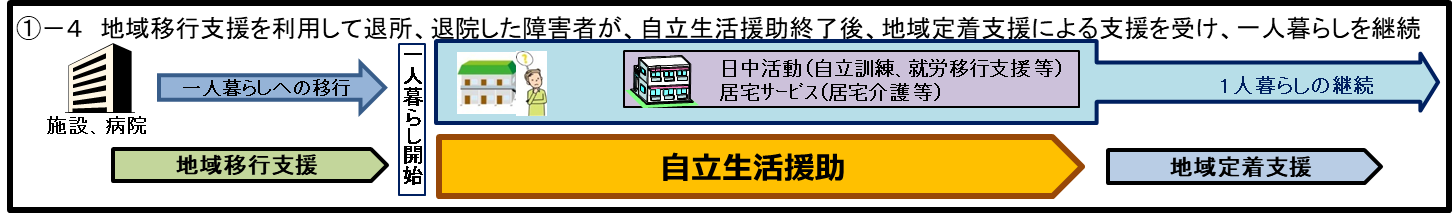 ①－４ 地域移行支援を利用して退所、退院した障害者が、自立生活援助終了後、地域定着支援による支援を受け、一人暮らしを継続
施設、病院
一人暮らしへの移行
地域移行支援
一人暮らし開始
?
日中活動（自立訓練、就労移行支援等）
居宅サービス（居宅介護等）
自立生活援助
１人暮らしの継続
地域定着支援